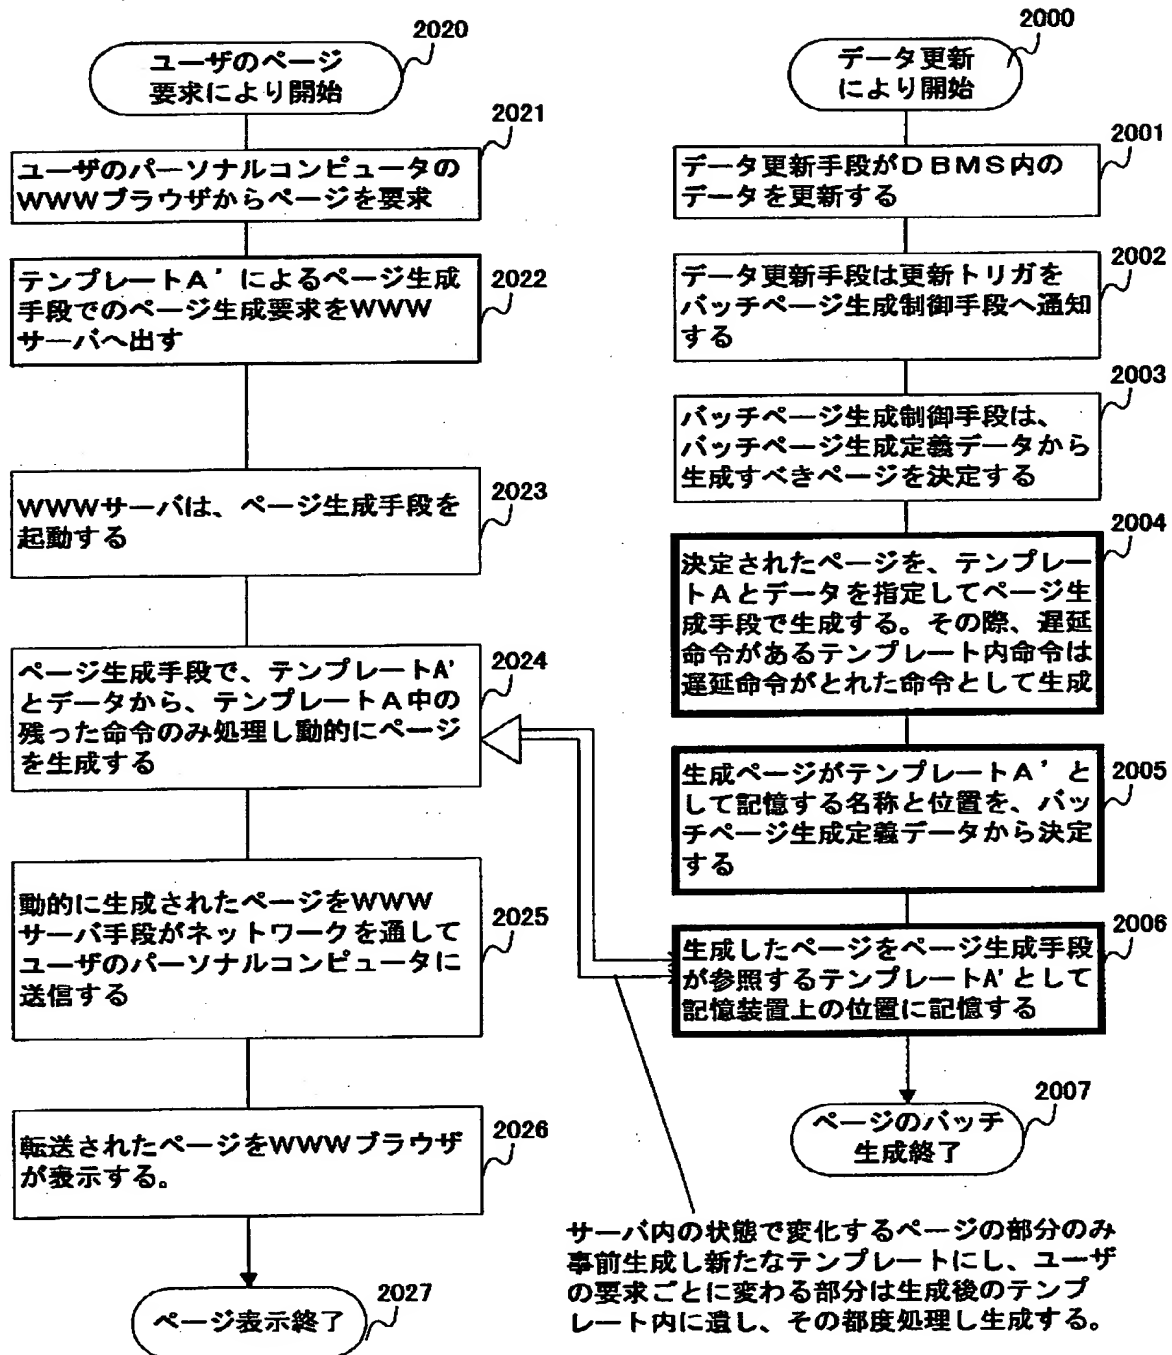 2020
ユーザのページ
要求により開始
2021
ユーザのパーソナルコンピュータの
WWWブラウザからページを要求
テンプレートA'によるページ生成
手段でのページ生成要求をWWW
サーバへ出す
2022
WWWサーバは、ページ生成手段を
起動する
2023
ページ生成手段で、テンプレートA'
とデータから、テンプレートA中の
残った命令のみ処理し動的にページ
を生成する
2024
動的に生成されたページをWWW
サーバ手段がネットワークを通して
ユーザのパーソナルコンピュータに
送信する
2025
転送されたページをWWWブラウザ
が表示する。
2026
ページ表示終了
2027
2000
データ更新
により開始
2001
データ更新手段がDBMS内の
データを更新する
2002
データ更新手段は更新トリガを
バッチページ生成制御手段へ通知
する
2003
バッチページ生成制御手段は、
バッチページ生成定義データから
生成すべきページを決定する
2004
決定されたページを、テンプレー
トAとデータを指定してページ生
成手段で生成する。その際、遅延
命令があるテンプレート内命令は
遅延命令がとれた命令として生成
生成ページがテンプレートA'と
して記憶する名称と位置を、バッ
チページ生成定義データから決定
する
2005
生成したページをページ生成手段
が参照するテンプレートA'として
記憶装置上の位置に記憶する
2006
2007
ページのバッチ
生成終了
サーバ内の状態で変化するページの部分のみ
事前生成し新たなテンプレートにし、ユーザ
の要求ごとに変わる部分は生成後のテンプ
レート内に遺し、その都度処理し生成する。